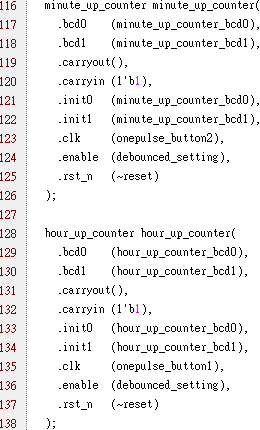 116 minute_up_counter minute_up_counter(
117 .bcd0 (minute_up_counter_bcd0),
118 .bcd1 (minute_up_counter_bcd1),
119 .carryout(),
120 .carryin (1'b1),
121 .init0 (minute_up_counter_bcd0),
122 .init1 (minute_up_counter_bcd1),
123 .clk (onepulse_button2),
124 .enable (debounced_setting),
125 .rst_n (~reset)
126 );
127
128 hour_up_counter hour_up_counter(
129 .bcd0 (hour_up_counter_bcd0),
130 .bcd1 (hour_up_counter_bcd1),
131 .carryout(),
132 .carryin (1'b1),
133 .init0 (hour_up_counter_bcd0),
134 .init1 (hour_up_counter_bcd1),
135 .clk (onepulse_button1),
136 .enable (debounced_setting),
137 .rst_n (~reset)
138 );